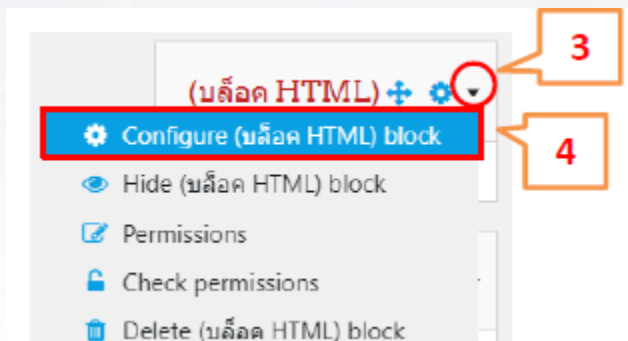 3
(บล็อค HTML)
Configure (บล็อค HTML) block
4
Hide (บล็อค HTML) block
Permissions
Check permissions
Delete (บล็อค HTML) block